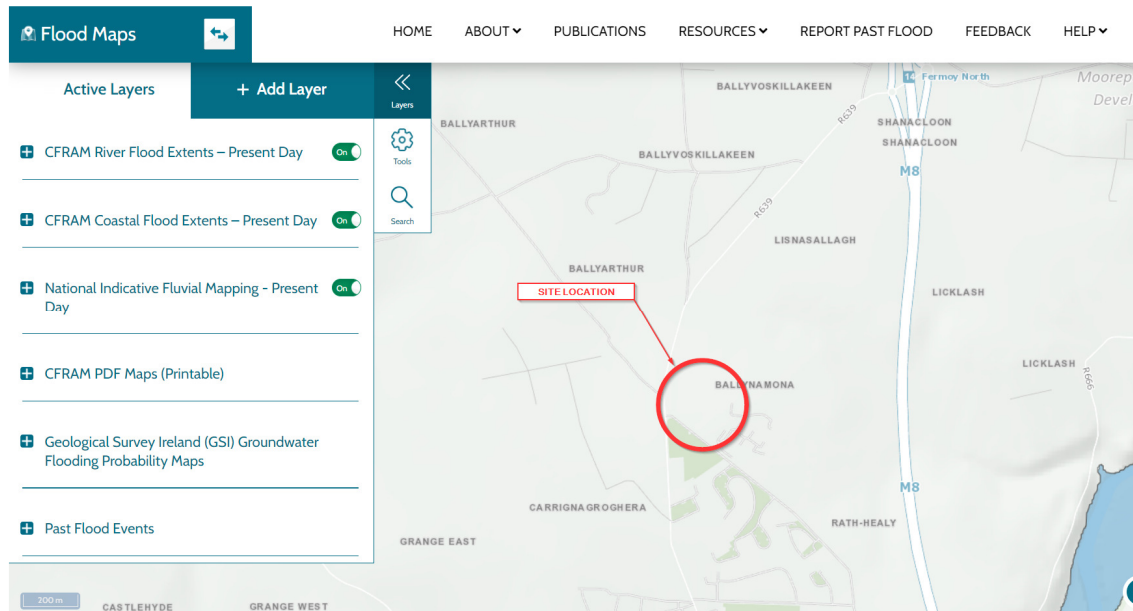 Flood Maps
HOME
ABOUT
PUBLICATIONS
RESOURCES
REPORT PAST FLOOD
FEEDBACK
HELP
Active Layers
+ Add Layer
Layers
Tools
Search
CFRAM River Flood Extents – Present Day
On
CFRAM Coastal Flood Extents – Present Day
On
National Indicative Fluvial Mapping - Present
Day
On
CFRAM PDF Maps (Printable)
Geological Survey Ireland (GSI) Groundwater
Flooding Probability Maps
Past Flood Events
200 m
14
Fermoy North
Moorep
Devel
BALLYVOSKILLAKEEN
R639
SHANACLOON
SHANACLOON
BALLYARTHUR
BALLYVOSKILLAKEEN
M8
R639
LISNASALLAGH
BALLYARTHUR
SITE LOCATION
LICKLASH
LICKLASH
R666
BALLYNAMONA
M8
CARRIGNAGROGHERA
RATH-HEALY
GRANGE EAST
CASTLEHYDE
GRANGE WEST